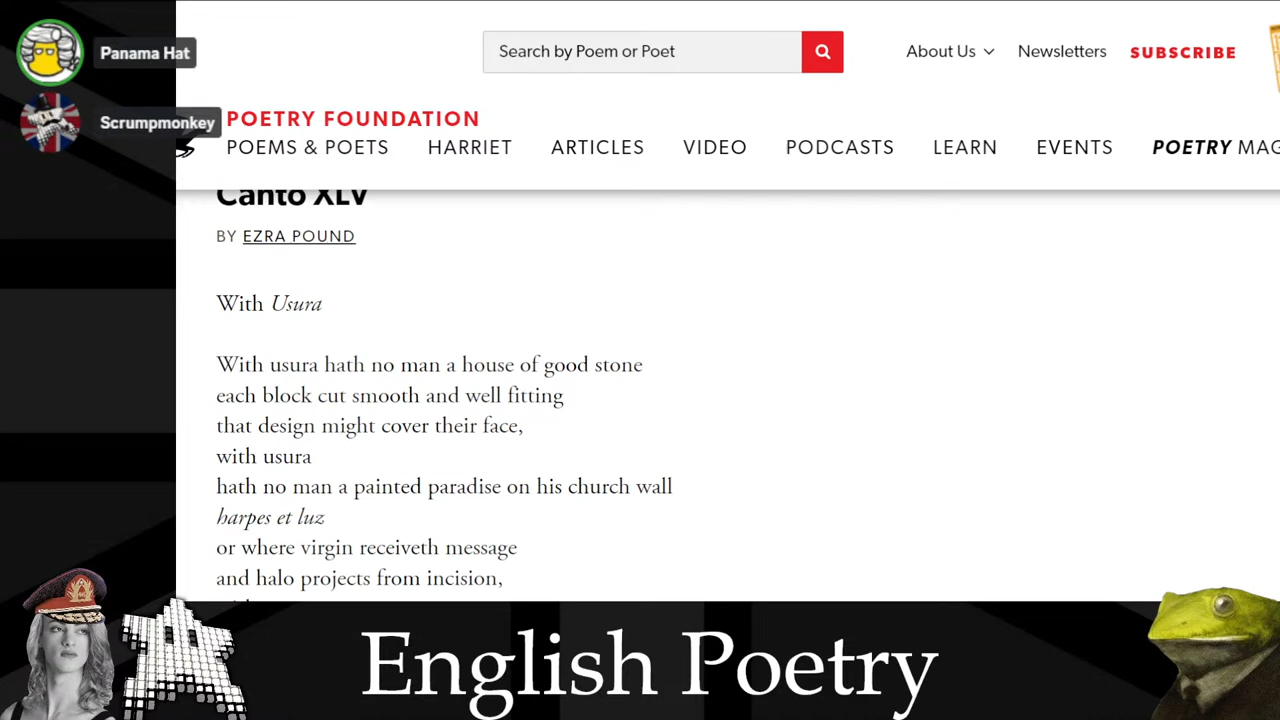 Panama Hat
Scrumpmonkey
Search by Poem or Poet
About Us
Newsletters
SUBSCRIBE
POETRY FOUNDATION
POEMS & POETS
HARRIET
ARTICLES
VIDEO
PODCASTS
LEARN
EVENTS
POETRY MAG
Canto XLV
BY EZRA POUND
With Usura
With usura hath no man a house of good stone
each block cut smooth and well fitting
that design might cover their face,
with usura
hath no man a painted paradise on his church wall
harpes et luz
or where virgin receiveth message
and halo projects from incision,
English Poetry